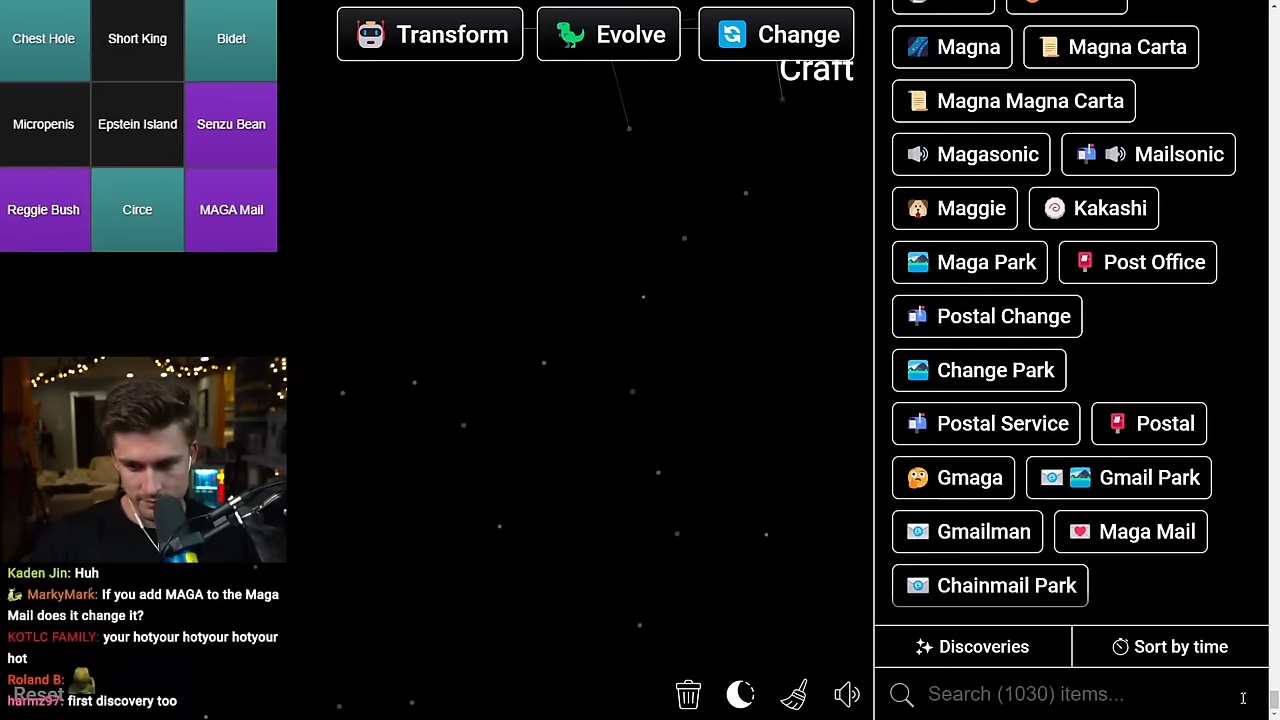 Chest Hole
Short King
Bidet
Micropenis
Epstein Island
Senzu Bean
Reggie Bush
Circe
MAGA Mail
Transform
Evolve
Change
Craft
Magna
Magna Carta
Magna Magna Carta
Magasonic
Mailsonic
Maggie
Kakashi
Maga Park
Post Office
Postal Change
Change Park
Postal Service
Postal
Gmaga
Gmail Park
Gmailman
Maga Mail
Chainmail Park
Discoveries
Sort by time
Search (1030) items...
Kaden Jin: Huh
MarkyMark: If you add MAGA to the Maga
Mail does it change it?
KOTLC FAMILY: your hotyour hotyour hotyour
hot
Roland B:
Reset
harmz97: first discovery too